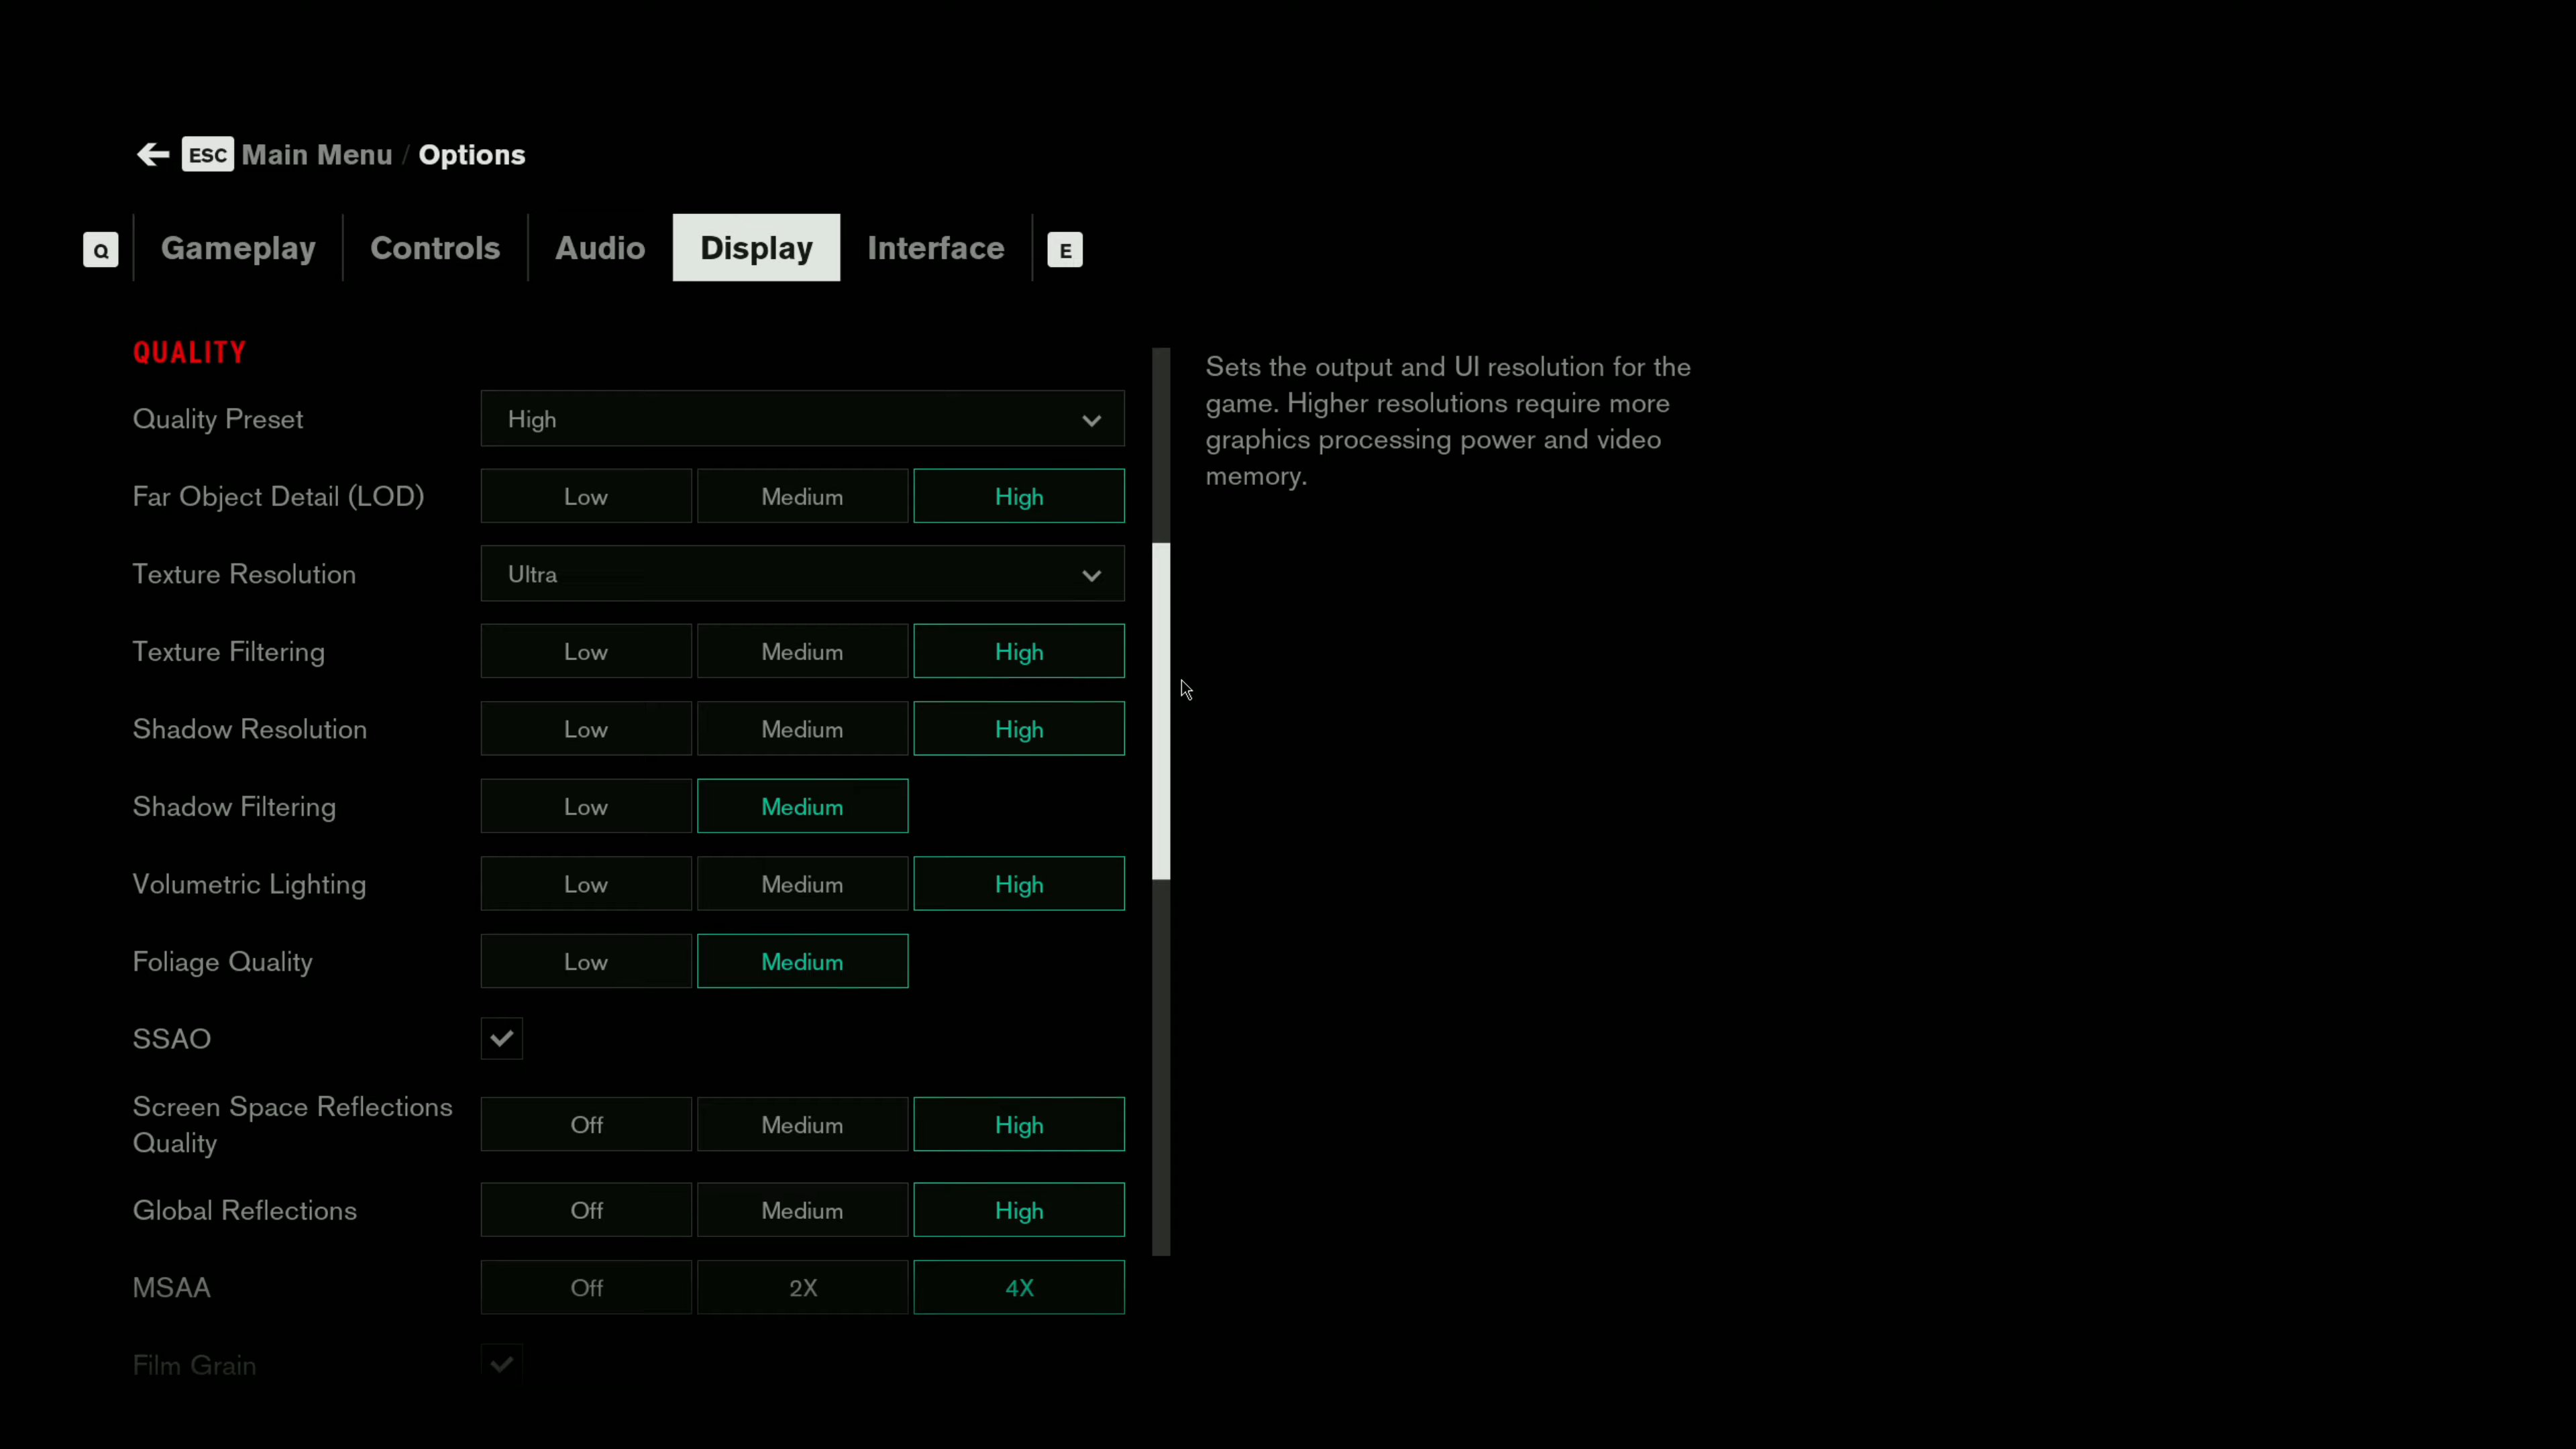 ESC Main Menu / Options
Q Gameplay Controls Audio Display Interface E
QUALITY
Quality Preset High
Far Object Detail (LOD) Low Medium High
Texture Resolution Ultra
Texture Filtering Low Medium High
Shadow Resolution Low Medium High
Shadow Filtering Low Medium
Volumetric Lighting Low Medium High
Foliage Quality Low Medium
SSAO
Screen Space Reflections
Quality
Off Medium High
Global Reflections Off Medium High
MSAA Off 2X 4X
Film Grain
Sets the output and UI resolution for the
game. Higher resolutions require more
graphics processing power and video
memory.